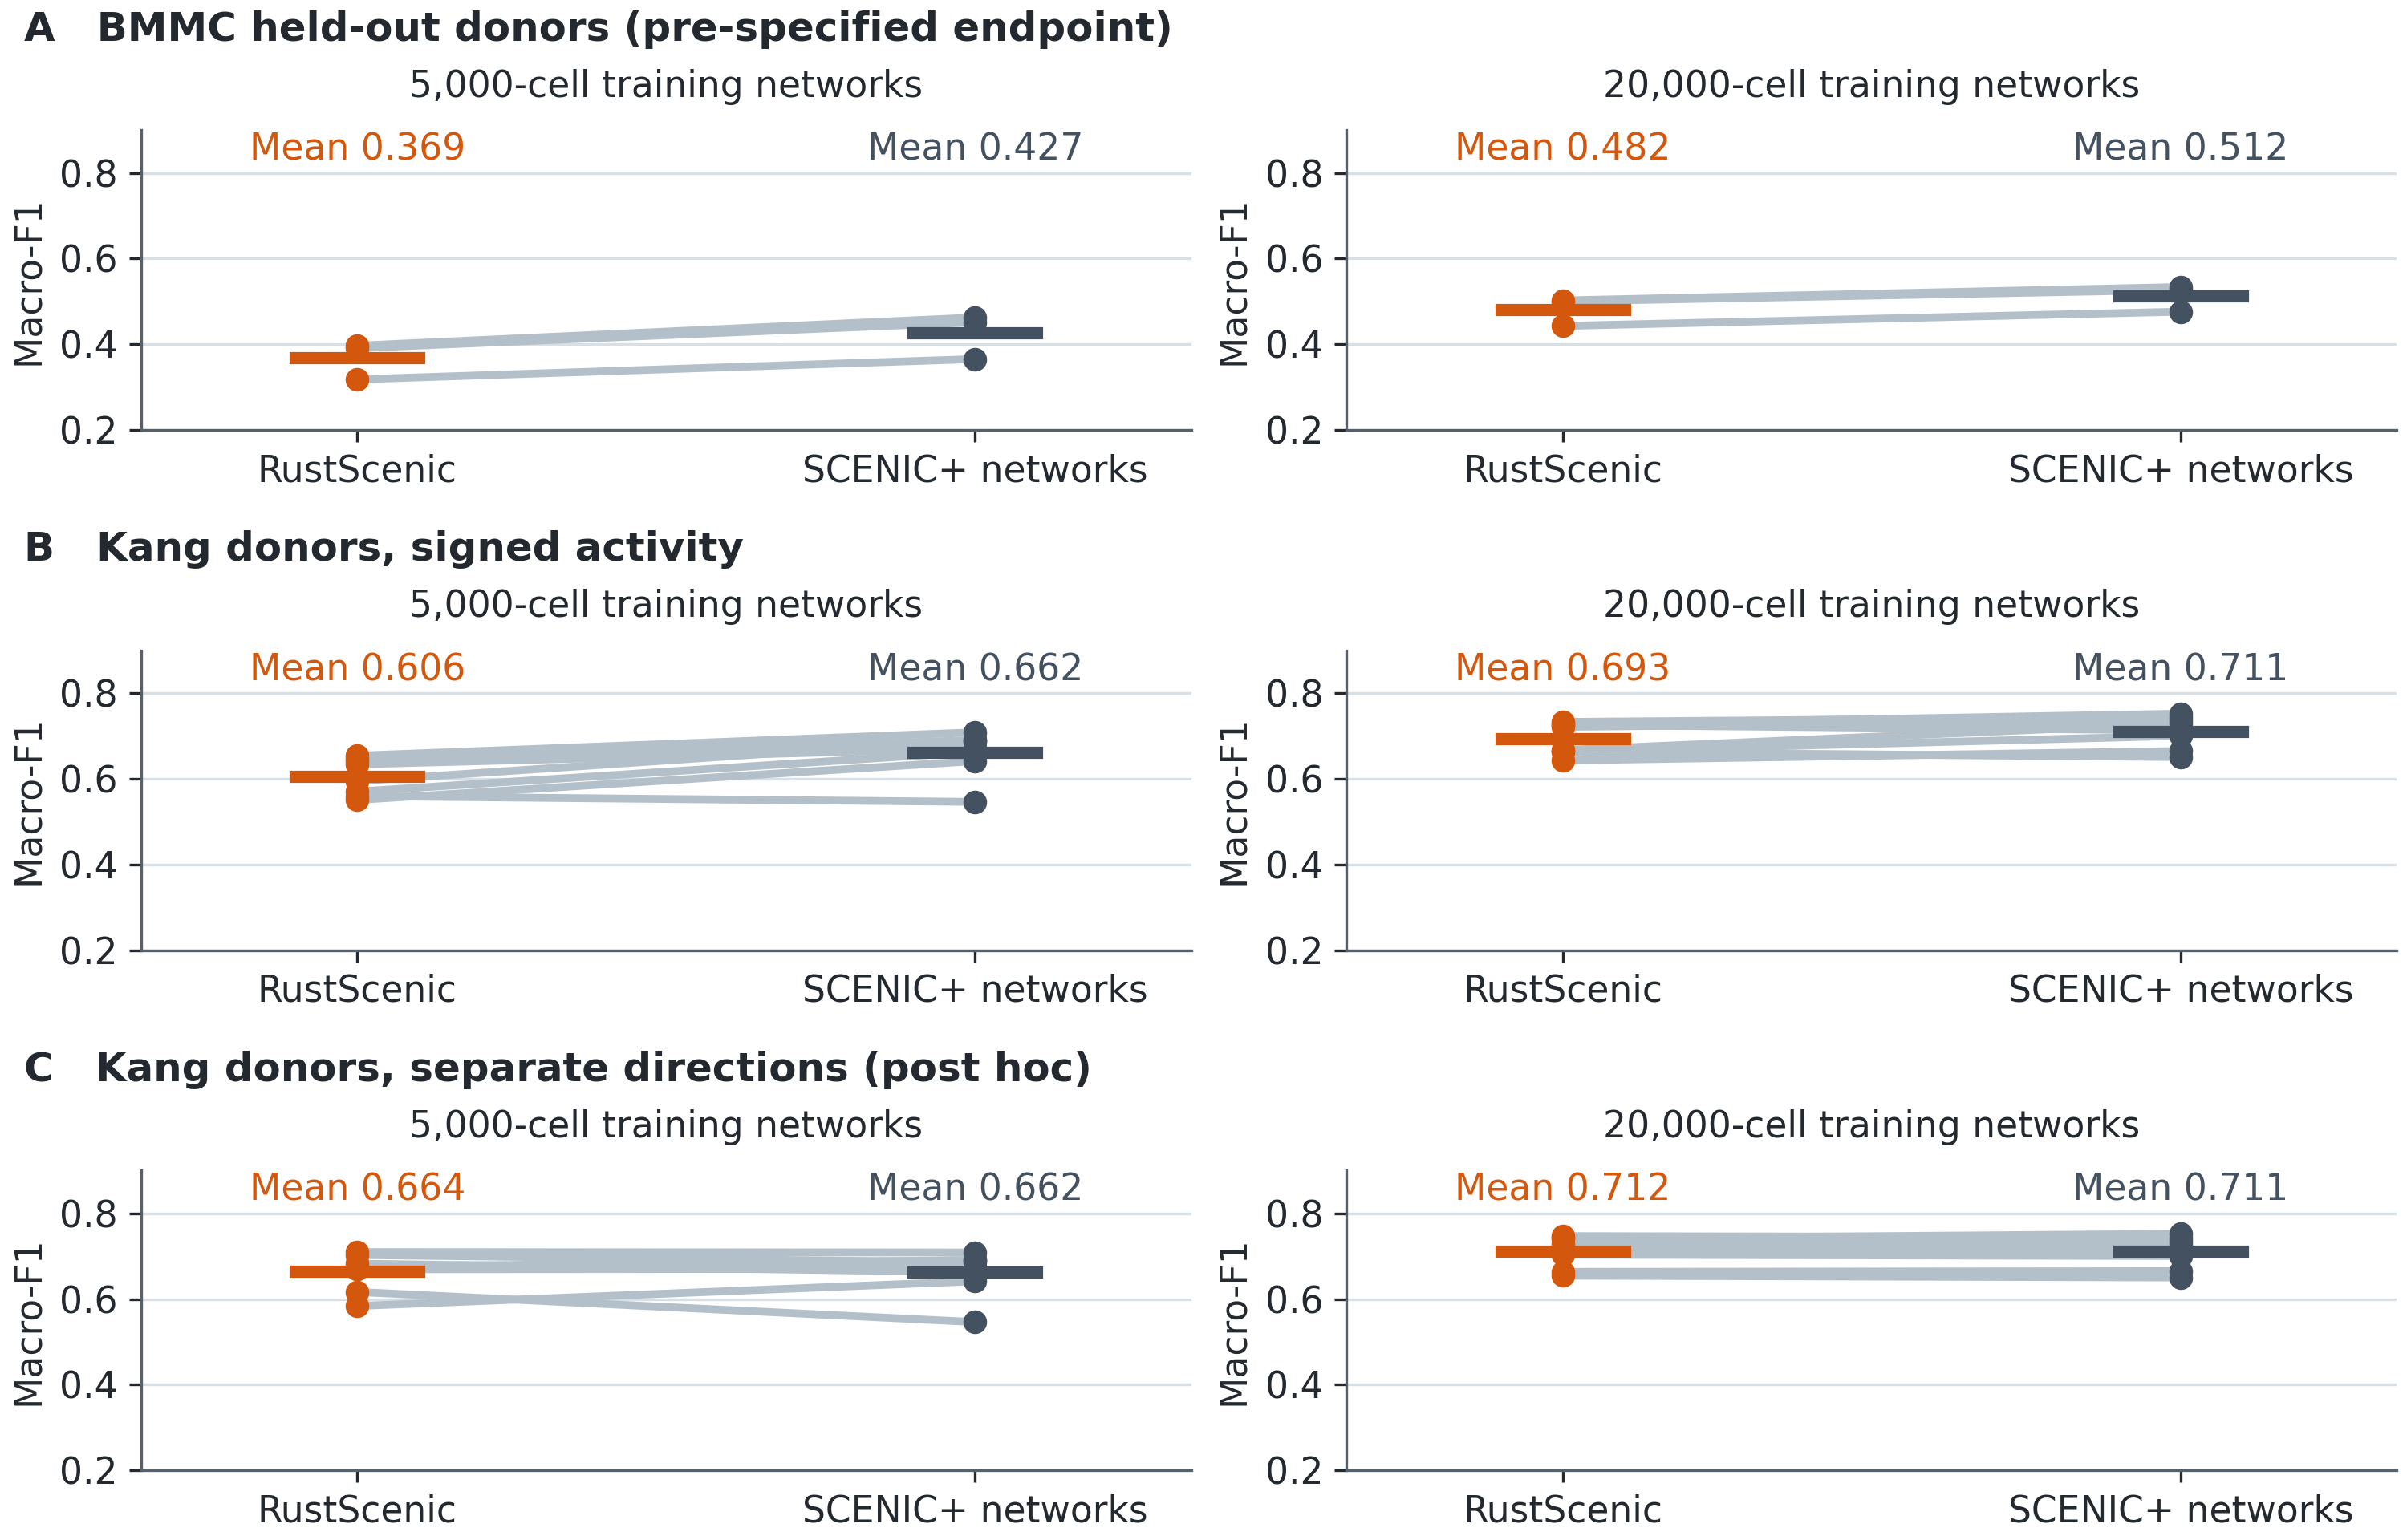 A BMMC held-out donors (pre-specified endpoint)
5,000-cell training networks
Mean 0.369
Mean 0.427
Macro-F1
0.8
0.6
0.4
0.2
RustScenic
SCENIC+ networks
20,000-cell training networks
Mean 0.482
Mean 0.512
Macro-F1
0.8
0.6
0.4
0.2
RustScenic
SCENIC+ networks
B Kang donors, signed activity
5,000-cell training networks
Mean 0.606
Mean 0.662
Macro-F1
0.8
0.6
0.4
0.2
RustScenic
SCENIC+ networks
20,000-cell training networks
Mean 0.693
Mean 0.711
Macro-F1
0.8
0.6
0.4
0.2
RustScenic
SCENIC+ networks
C Kang donors, separate directions (post hoc)
5,000-cell training networks
Mean 0.664
Mean 0.662
Macro-F1
0.8
0.6
0.4
0.2
RustScenic
SCENIC+ networks
20,000-cell training networks
Mean 0.712
Mean 0.711
Macro-F1
0.8
0.6
0.4
0.2
RustScenic
SCENIC+ networks